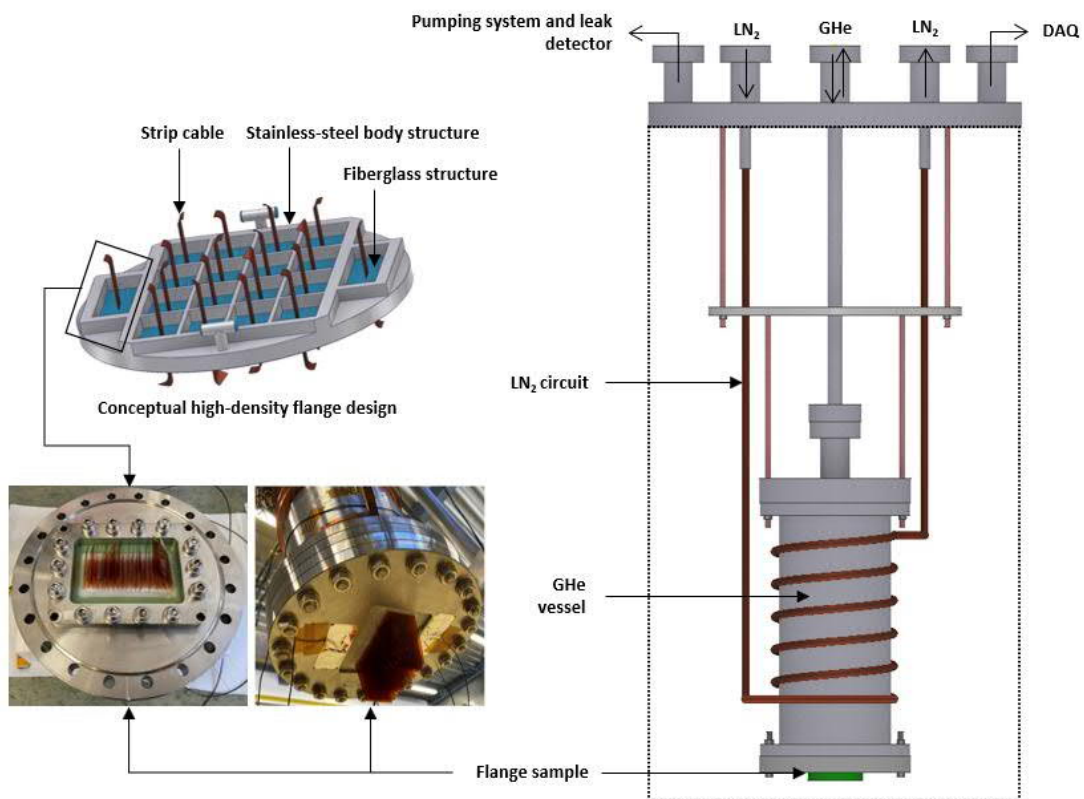 Pumping system and leak
detector
LN₂
GHe
LN₂
DAQ
Strip cable
Stainless-steel body structure
Fiberglass structure
LN₂ circuit
Conceptual high-density flange design
GHe
vessel
Flange sample